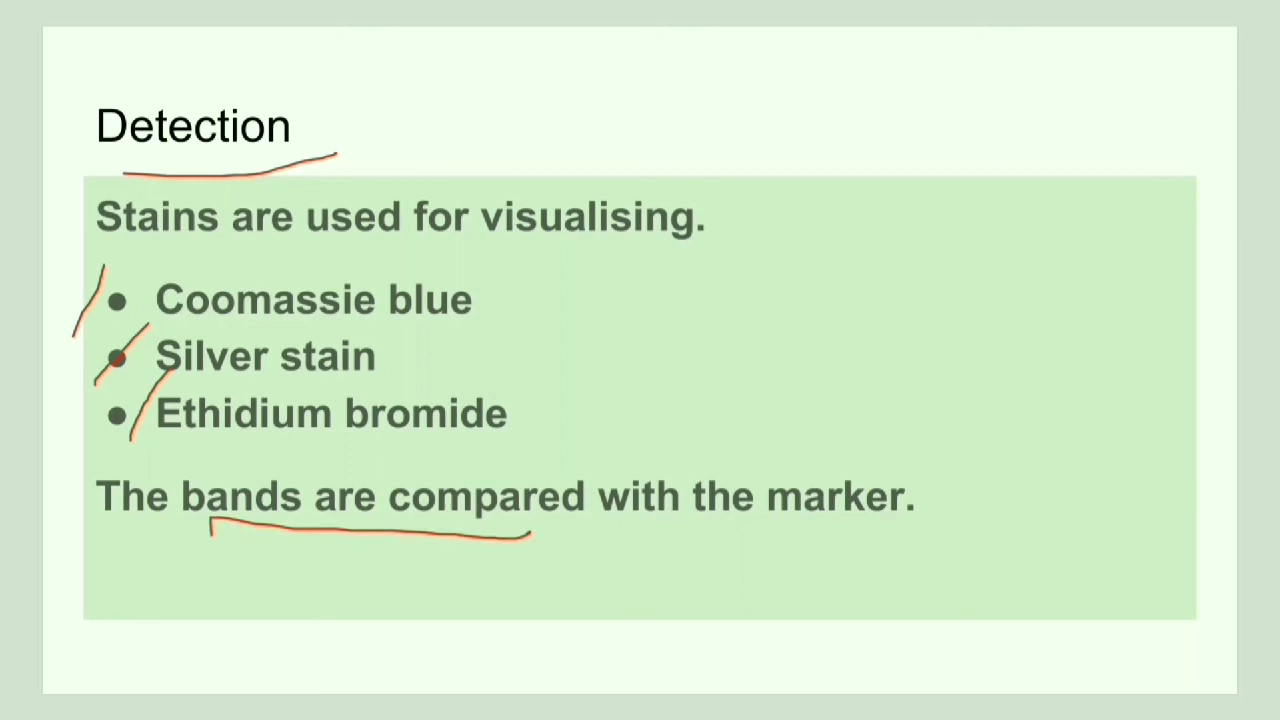 Detection
Stains are used for visualising.
● Coomassie blue
● Silver stain
● Ethidium bromide
The bands are compared with the marker.